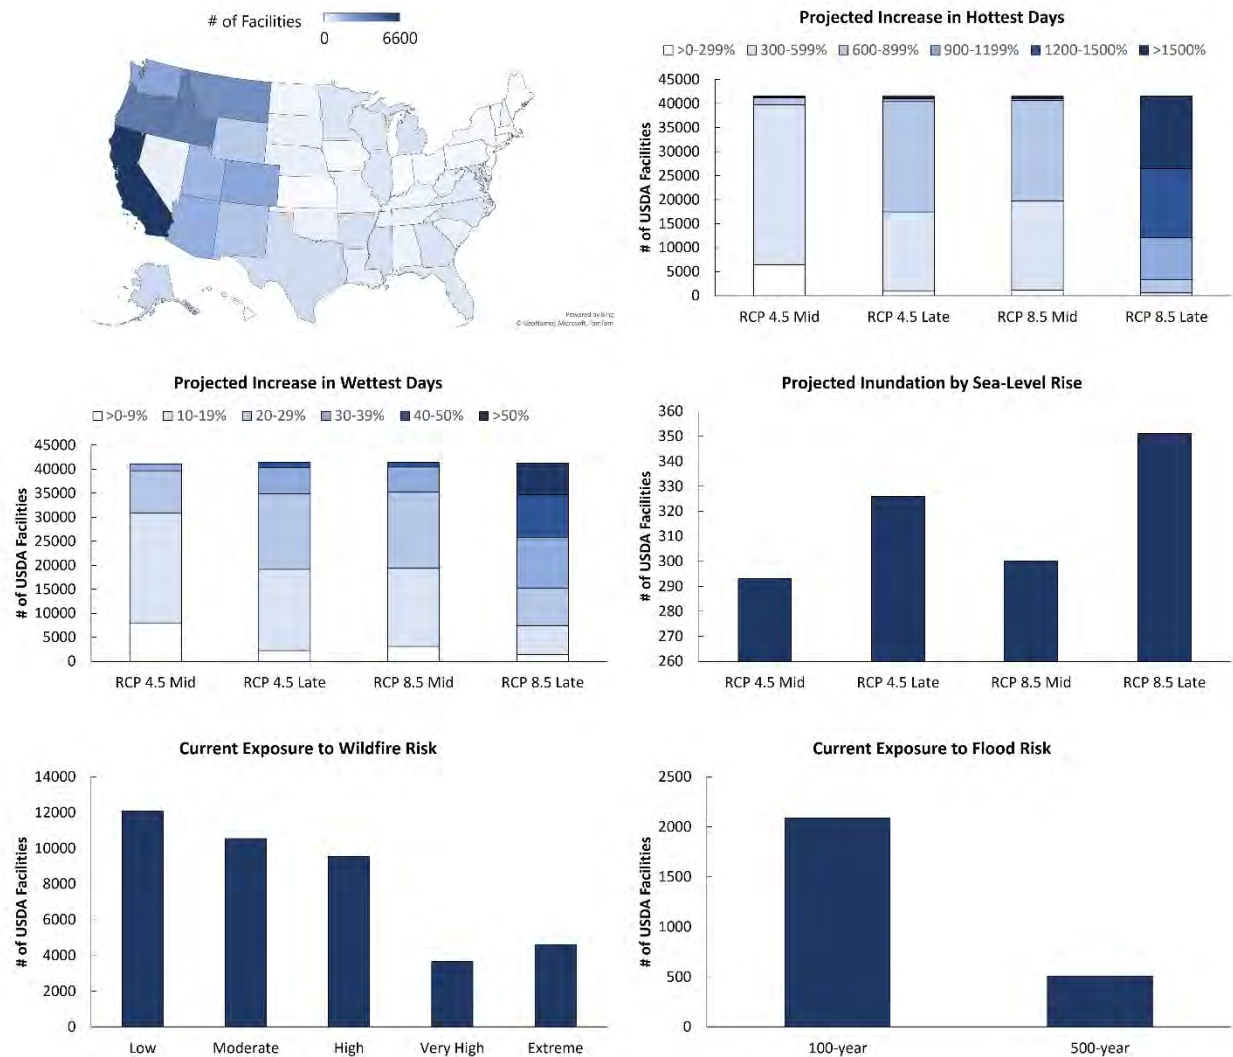 # of Facilities
0 6600
Powered by Bing
© GeoNames, Microsoft, TomTom
Projected Increase in Hottest Days
>0-299% 300-599% 600-899% 900-1199% 1200-1500% >1500%
# of USDA Facilities
45000
40000
35000
30000
25000
20000
15000
10000
5000
0
RCP 4.5 Mid RCP 4.5 Late RCP 8.5 Mid RCP 8.5 Late
Projected Increase in Wettest Days
>0-9% 10-19% 20-29% 30-39% 40-50% >50%
# of USDA Facilities
45000
40000
35000
30000
25000
20000
15000
10000
5000
0
RCP 4.5 Mid RCP 4.5 Late RCP 8.5 Mid RCP 8.5 Late
Projected Inundation by Sea-Level Rise
# of USDA Facilities
360
350
340
330
320
310
300
290
280
270
260
RCP 4.5 Mid RCP 4.5 Late RCP 8.5 Mid RCP 8.5 Late
Current Exposure to Wildfire Risk
# of USDA Facilities
14000
12000
10000
8000
6000
4000
2000
0
Low Moderate High Very High Extreme
Current Exposure to Flood Risk
# of USDA Facilities
2500
2000
1500
1000
500
0
100-year 500-year